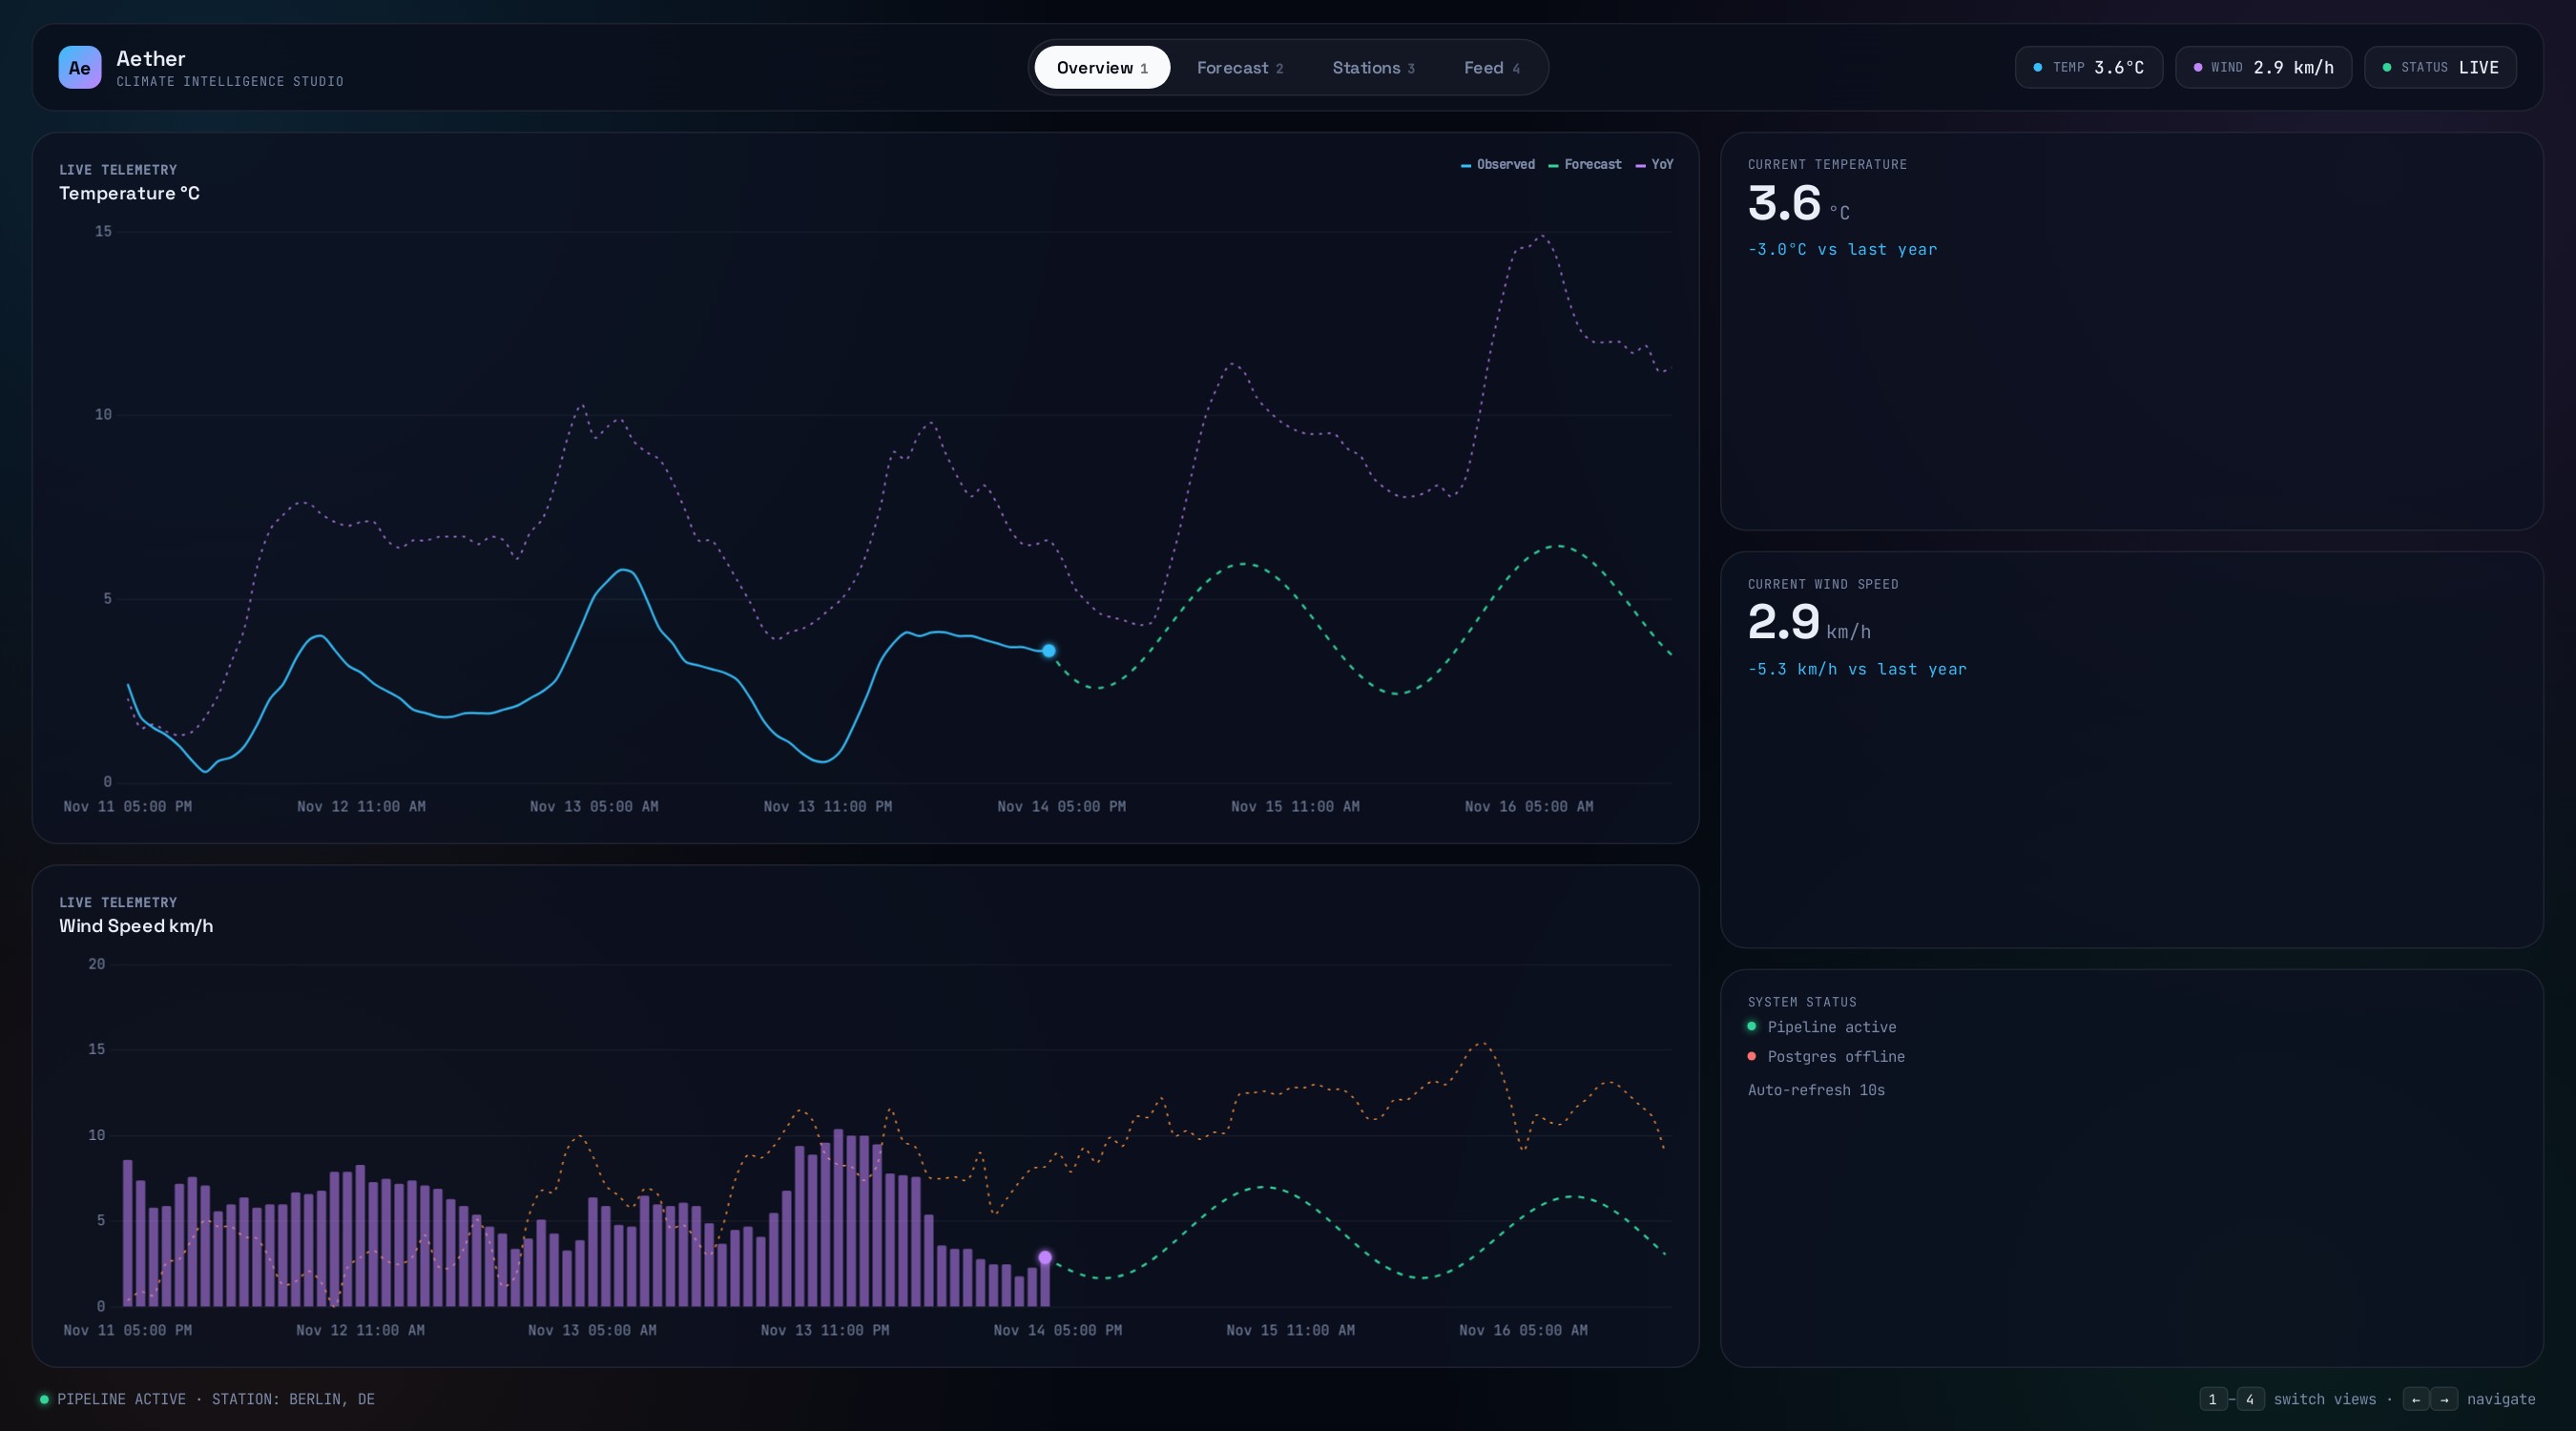 Ae
Aether
CLIMATE INTELLIGENCE STUDIO
Overview 1
Forecast 2
Stations 3
Feed 4
TEMP 3.6°C
WIND 2.9 km/h
STATUS LIVE
LIVE TELEMETRY
Temperature °C
Observed
Forecast
YoY
15
10
5
0
Nov 11 05:00 PM
Nov 12 11:00 AM
Nov 13 05:00 AM
Nov 13 11:00 PM
Nov 14 05:00 PM
Nov 15 11:00 AM
Nov 16 05:00 AM
LIVE TELEMETRY
Wind Speed km/h
20
15
10
5
0
Nov 11 05:00 PM
Nov 12 11:00 AM
Nov 13 05:00 AM
Nov 13 11:00 PM
Nov 14 05:00 PM
Nov 15 11:00 AM
Nov 16 05:00 AM
CURRENT TEMPERATURE
3.6 °C
-3.0°C vs last year
CURRENT WIND SPEED
2.9 km/h
-5.3 km/h vs last year
SYSTEM STATUS
Pipeline active
Postgres offline
Auto-refresh 10s
PIPELINE ACTIVE · STATION: BERLIN, DE
1–4 switch views · ← → navigate